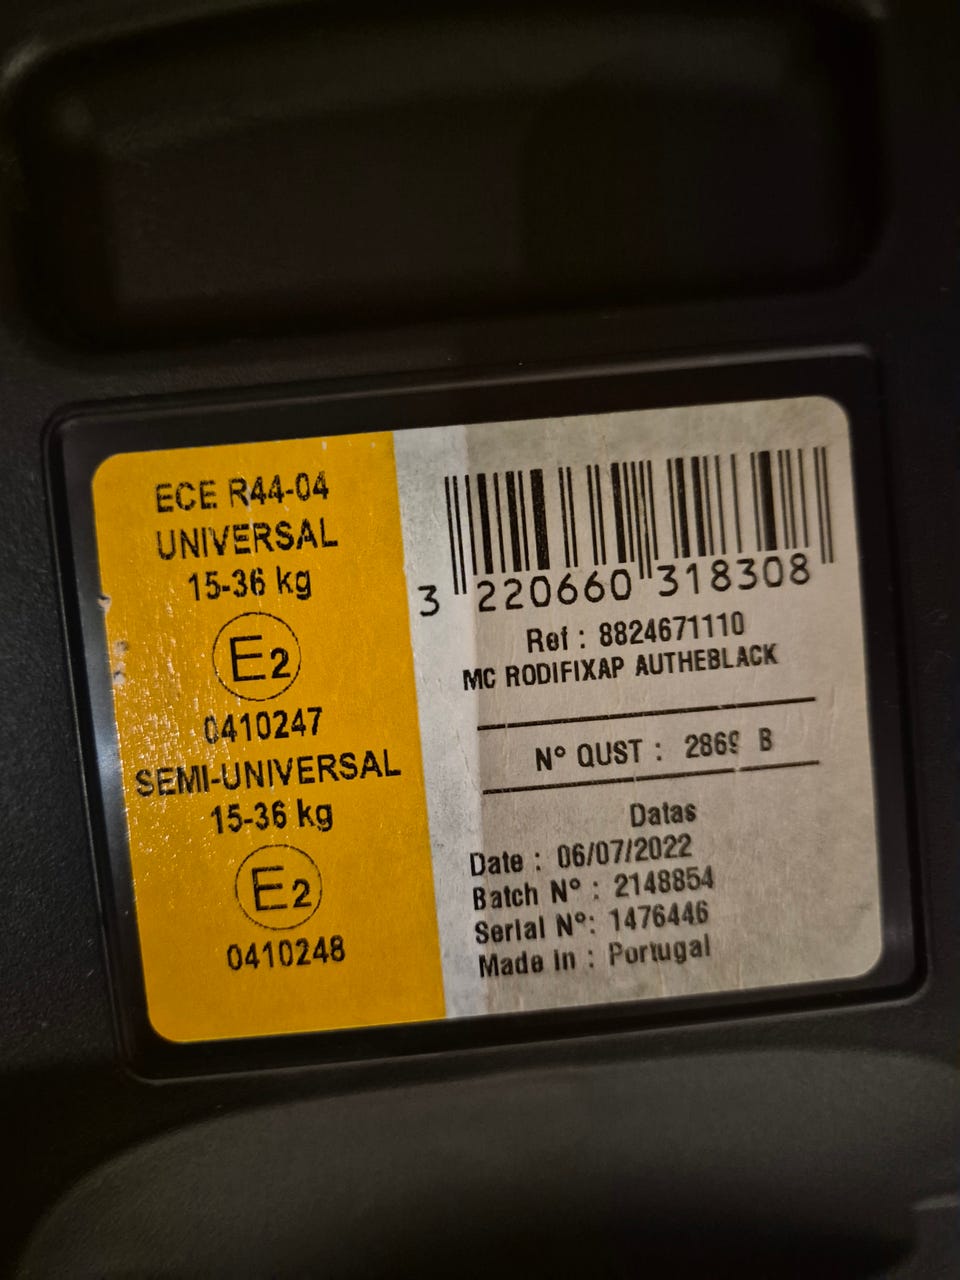 ECE R44-04
UNIVERSAL
15-36 kg
E2
0410247
SEMI-UNIVERSAL
15-36 kg
E2
0410248
3 220660 318308
Ref : 8824671110
MC RODIFIXAP AUTHEBLACK
N° QUST : 2869 B
Datas
Date : 06/07/2022
Batch N° : 2148854
Serial N°: 1476446
Made In : Portugal